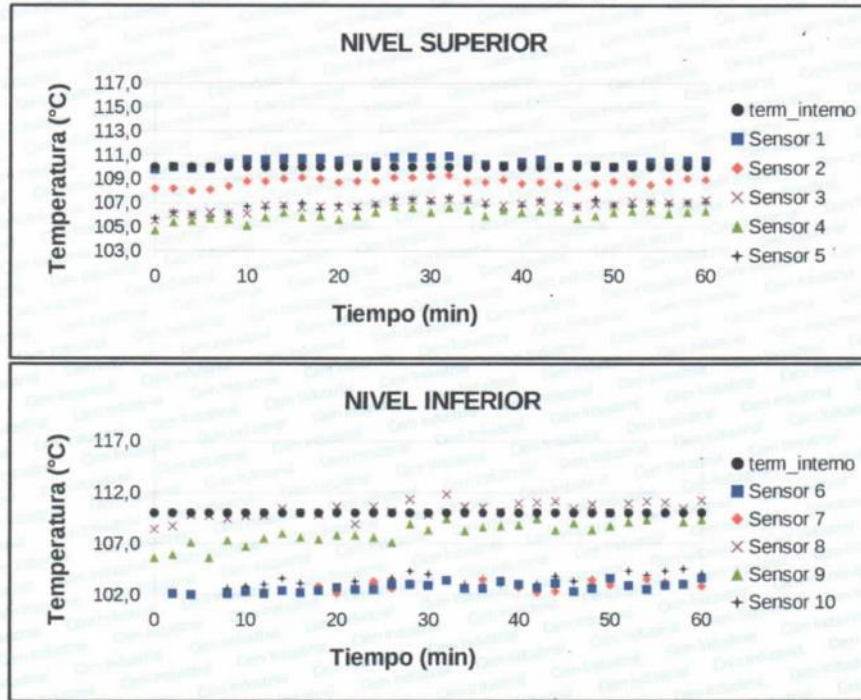 NIVEL SUPERIOR
Temperatura (°C)
117,0
115,0
113,0
111,0
109,0
107,0
105,0
103,0
0 10 20 30 40 50 60
Tiempo (min)
term_interno
Sensor 1
Sensor 2
Sensor 3
Sensor 4
Sensor 5
NIVEL INFERIOR
Temperatura (°C)
117,0
112,0
107,0
102,0
0 10 20 30 40 50 60
Tiempo (min)
term_interno
Sensor 6
Sensor 7
Sensor 8
Sensor 9
Sensor 10